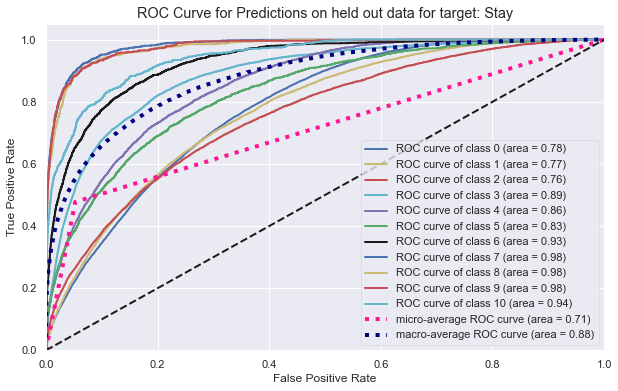 ROC Curve for Predictions on held out data for target: Stay
True Positive Rate
1.0
0.8
0.6
0.4
0.2
0.0
ROC curve of class 0 (area = 0.78)
ROC curve of class 1 (area = 0.77)
ROC curve of class 2 (area = 0.76)
ROC curve of class 3 (area = 0.89)
ROC curve of class 4 (area = 0.86)
ROC curve of class 5 (area = 0.83)
ROC curve of class 6 (area = 0.93)
ROC curve of class 7 (area = 0.98)
ROC curve of class 8 (area = 0.98)
ROC curve of class 9 (area = 0.98)
ROC curve of class 10 (area = 0.94)
micro-average ROC curve (area = 0.71)
macro-average ROC curve (area = 0.88)
0.0 0.2 0.4 0.6 0.8 1.0
False Positive Rate